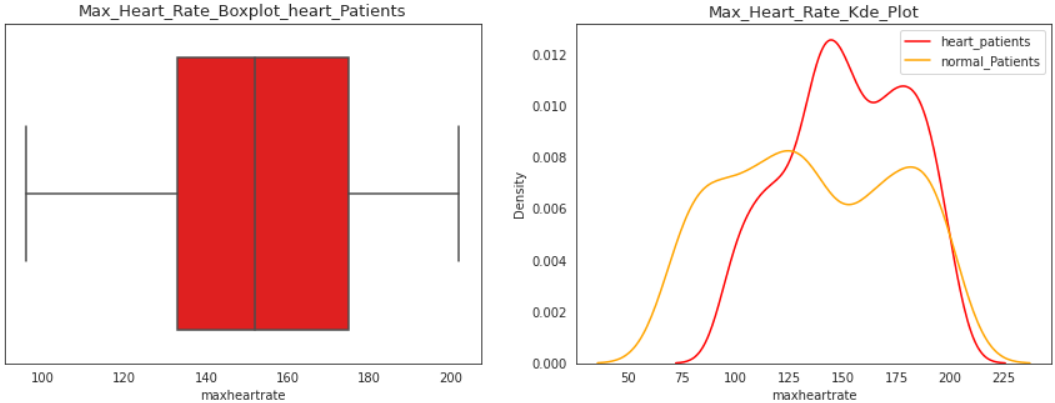 Max_Heart_Rate_Boxplot_heart_Patients
100 120 140 160 180 200
maxheartrate
Max_Heart_Rate_Kde_Plot
heart_patients
normal_Patients
0.012
0.010
0.008
0.006
0.004
0.002
0.000
Density
50 75 100 125 150 175 200 225
maxheartrate